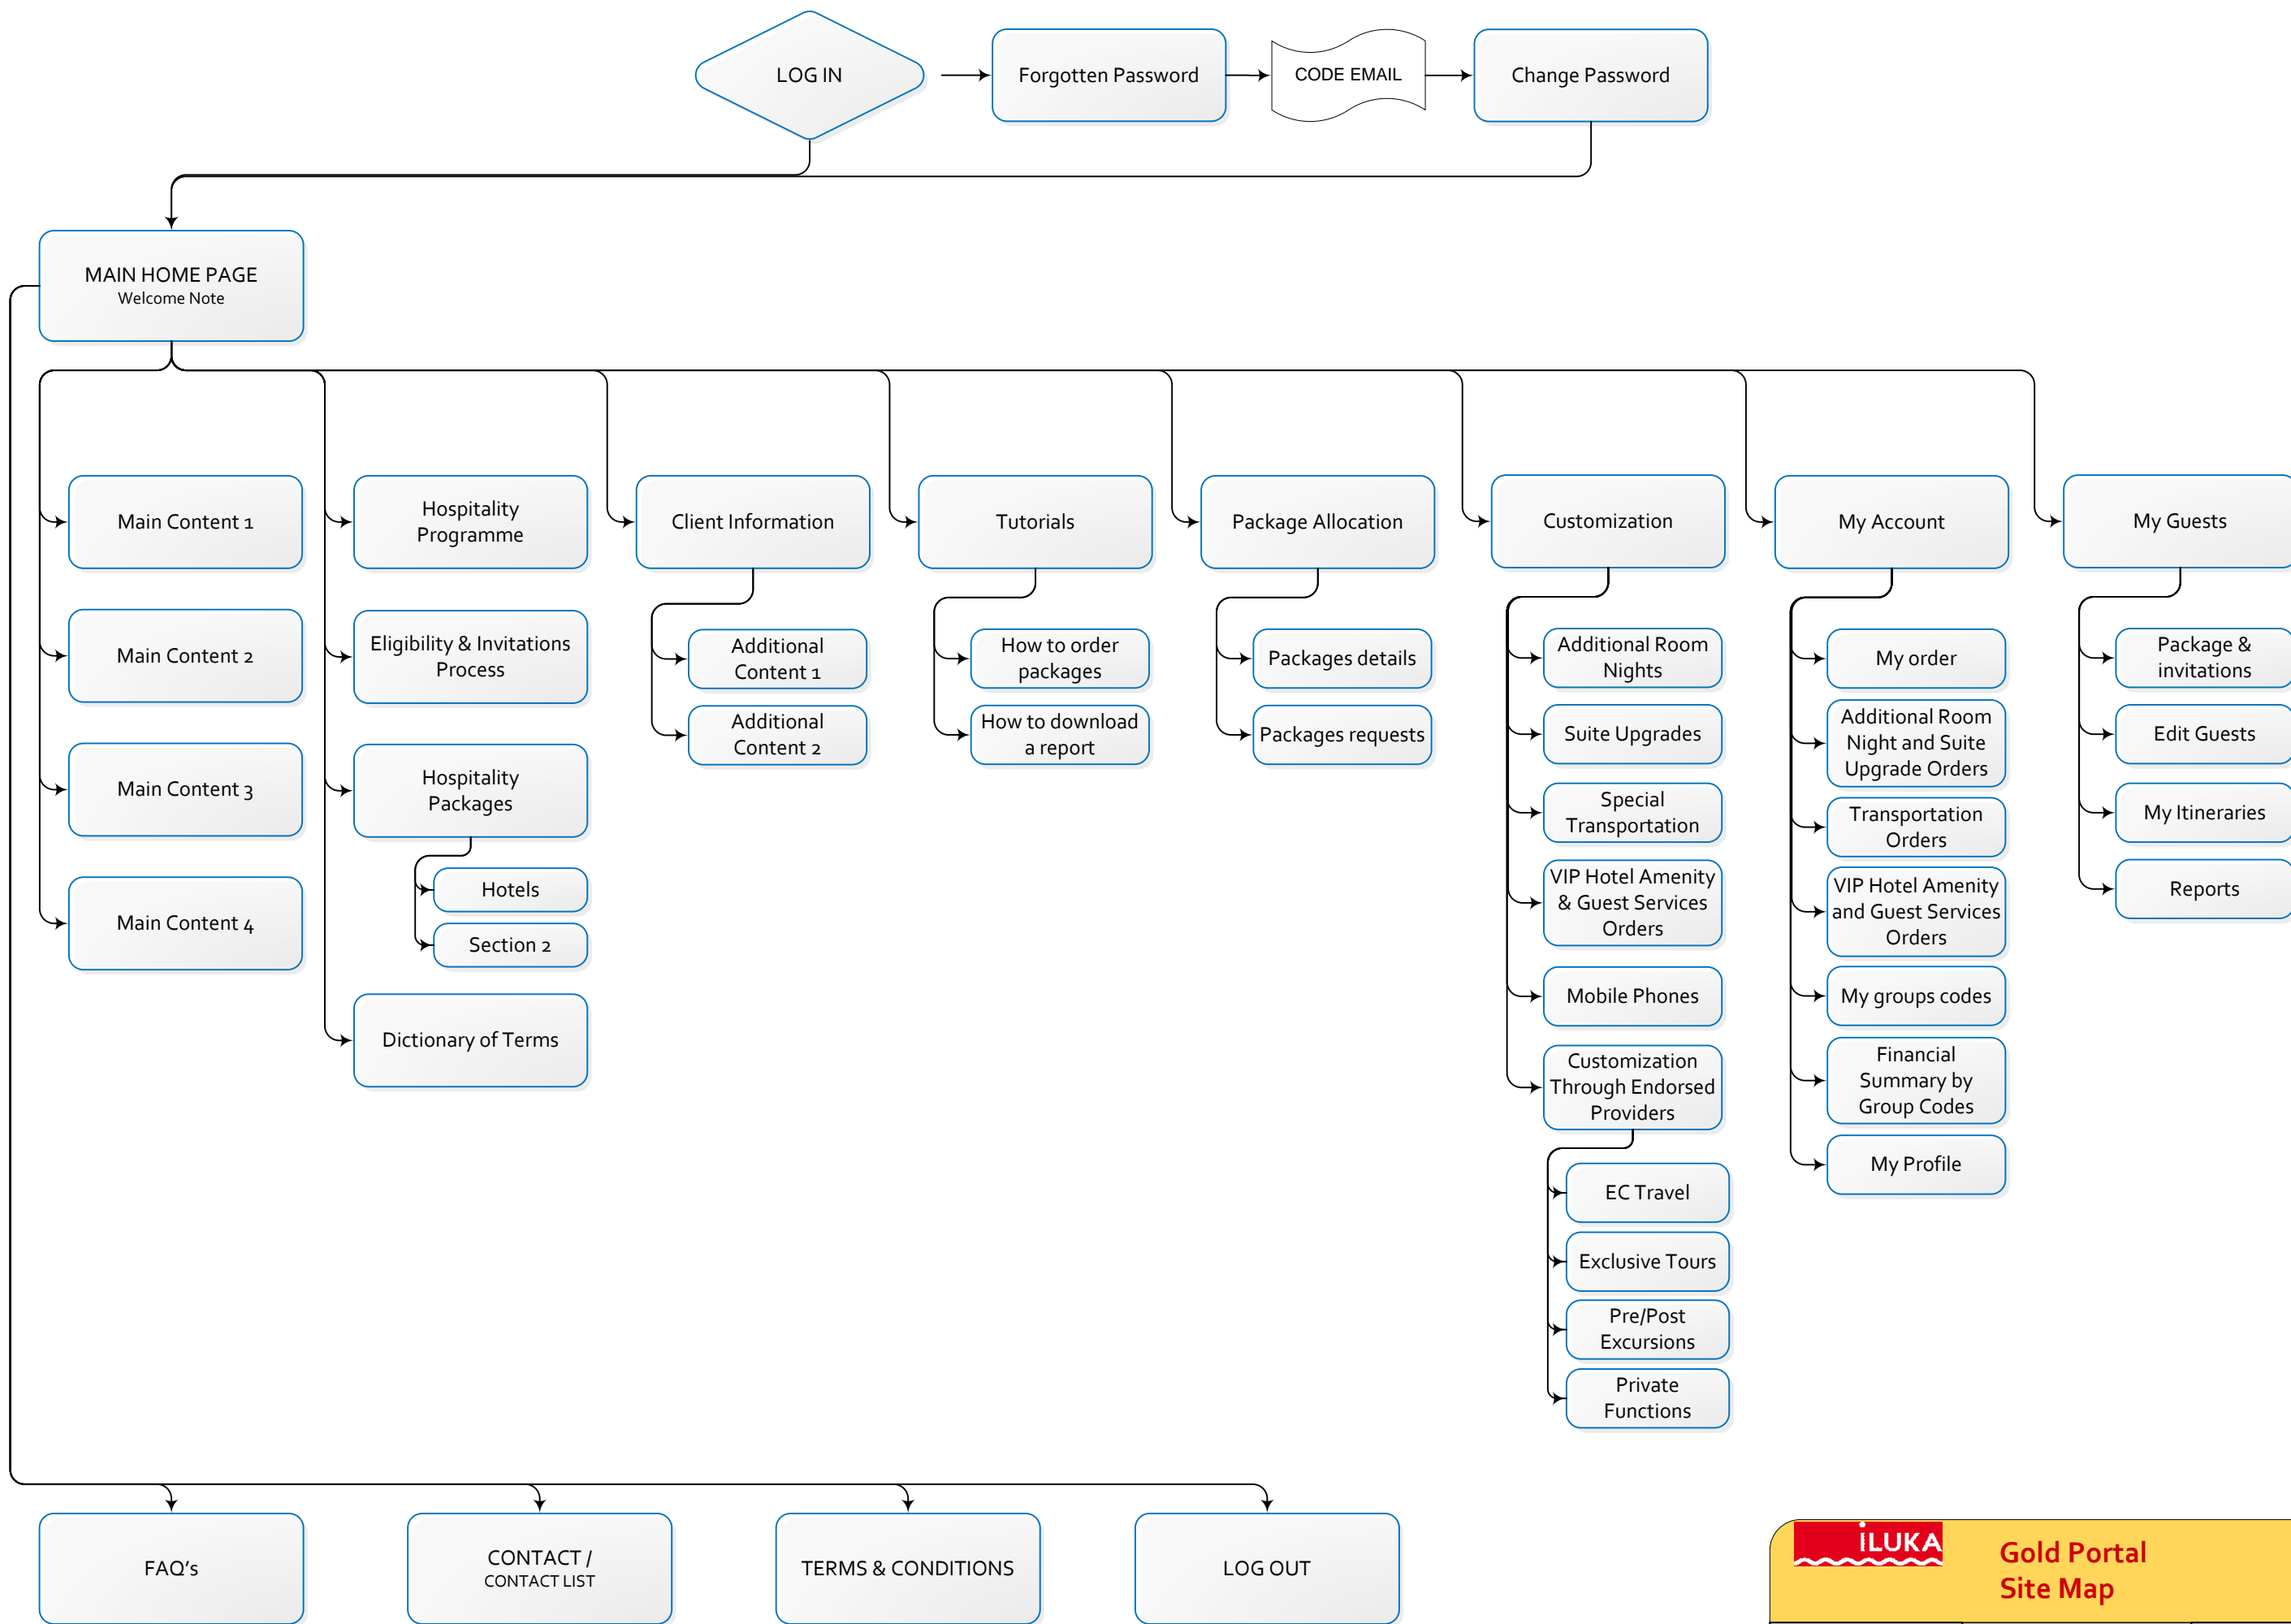 LOG IN
Forgotten Password
CODE EMAIL
Change Password
MAIN HOME PAGE
Welcome Note
Main Content 1
Main Content 2
Main Content 3
Main Content 4
Hospitality
Programme
Eligibility & Invitations
Process
Hospitality
Packages
Hotels
Section 2
Dictionary of Terms
Client Information
Additional
Content 1
Additional
Content 2
Tutorials
How to order
packages
How to download
a report
Package Allocation
Packages details
Packages requests
Customization
Additional Room
Nights
Suite Upgrades
Special
Transportation
VIP Hotel Amenity
& Guest Services
Orders
Mobile Phones
Customization
Through Endorsed
Providers
EC Travel
Exclusive Tours
Pre/Post
Excursions
Private
Functions
My Account
My order
Additional Room
Night and Suite
Upgrade Orders
Transportation
Orders
VIP Hotel Amenity
and Guest Services
Orders
My groups codes
Financial
Summary by
Group Codes
My Profile
My Guests
Package &
invitations
Edit Guests
My Itineraries
Reports
FAQ's
CONTACT /
CONTACT LIST
TERMS & CONDITIONS
LOG OUT
iLUKA
Gold Portal
Site Map